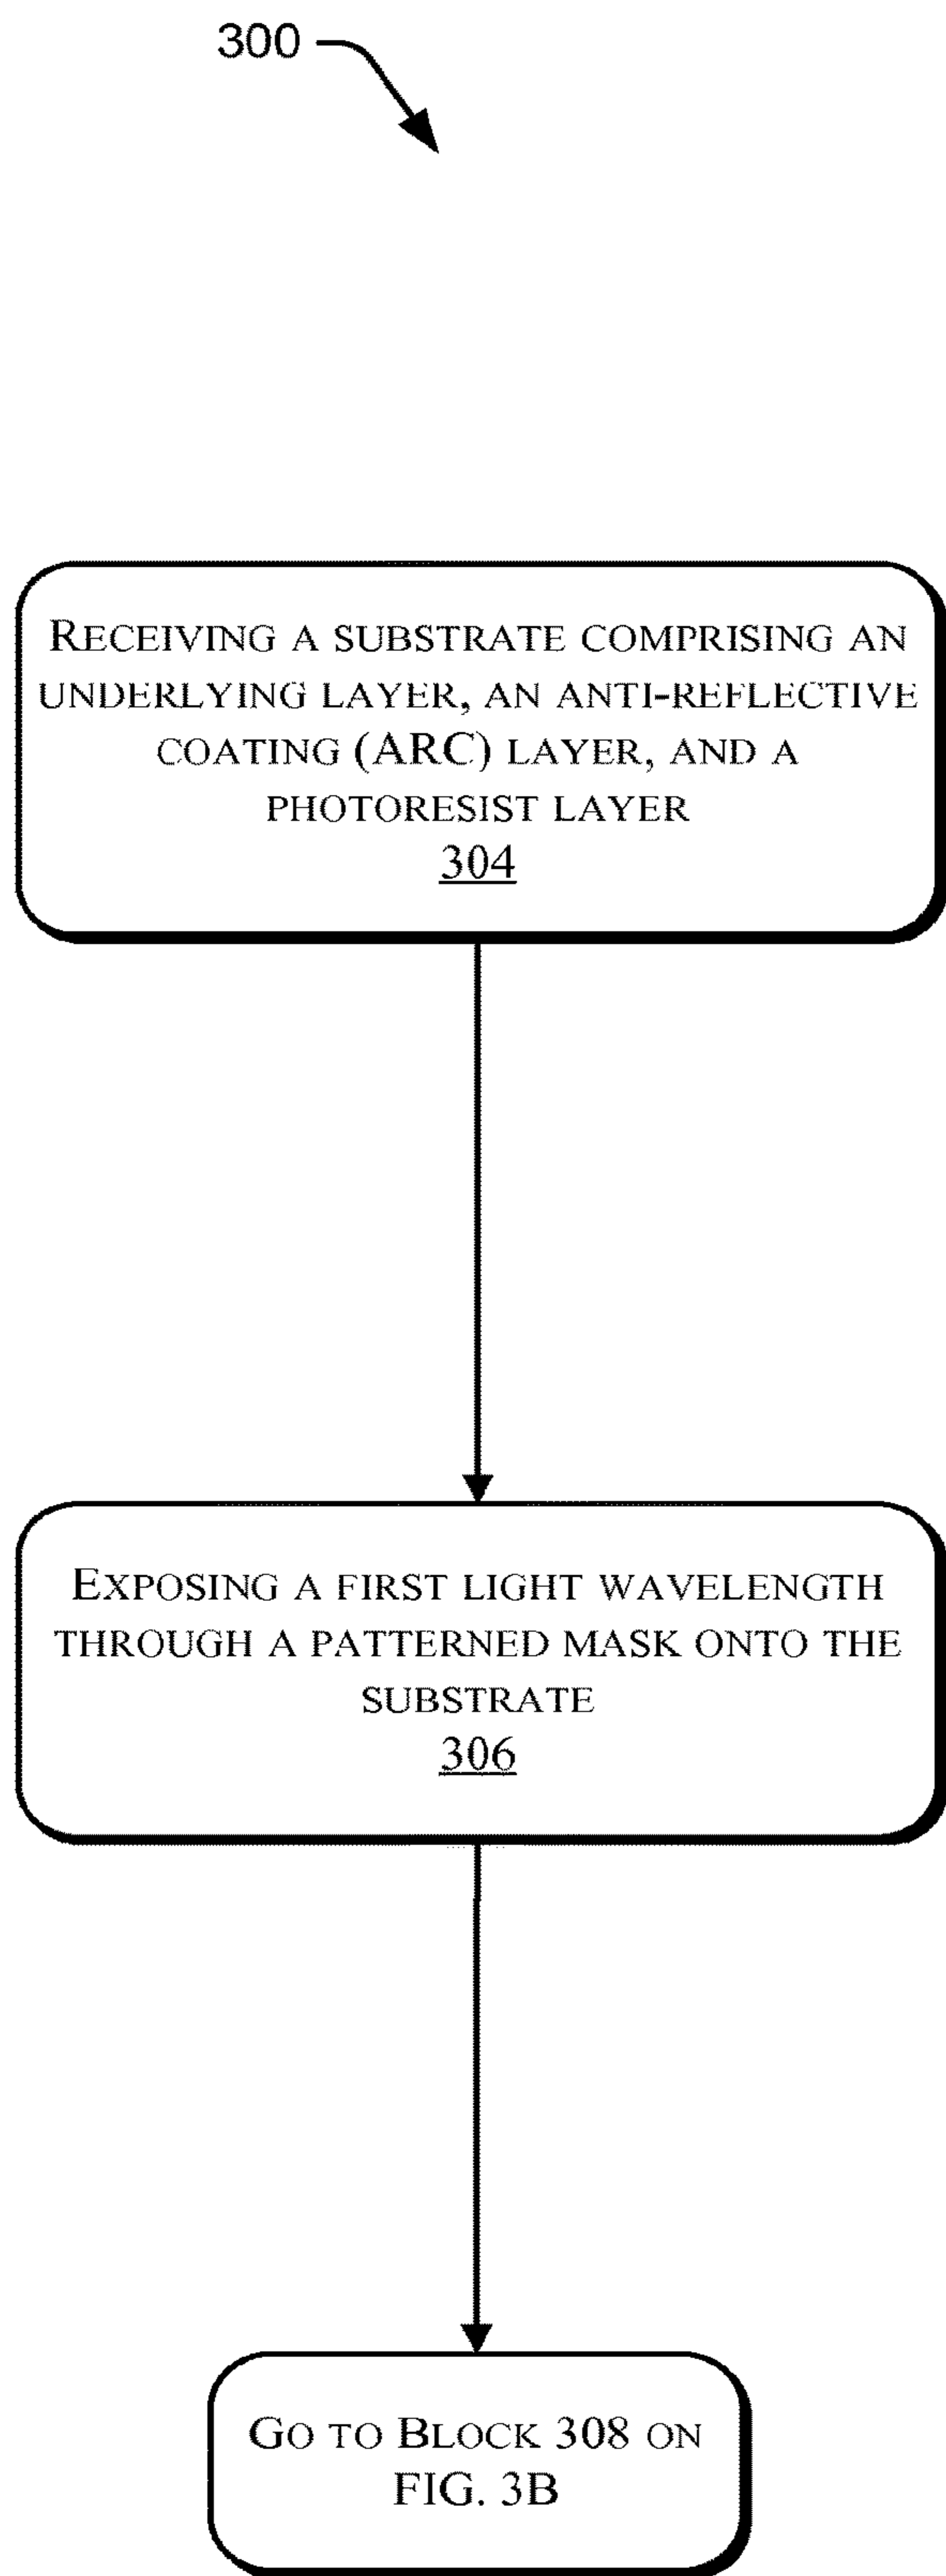 300
RECEIVING A SUBSTRATE COMPRISING AN
UNDERLYING LAYER, AN ANTI-REFLECTIVE
COATING (ARC) LAYER, AND A
PHOTORESIST LAYER
304
EXPOSING A FIRST LIGHT WAVELENGTH
THROUGH A PATTERNED MASK ONTO THE
SUBSTRATE
306
GO TO BLOCK 308 ON
FIG. 3B